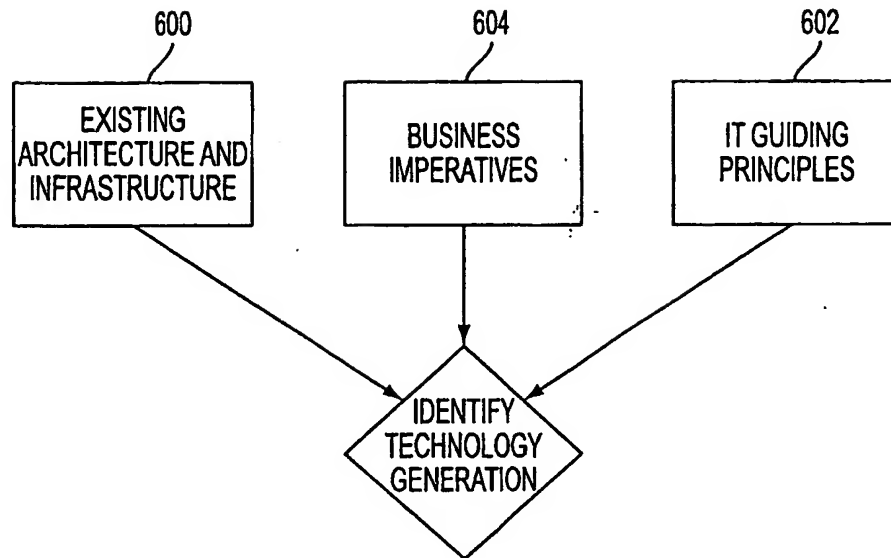 600
604
602
EXISTING
ARCHITECTURE AND
INFRASTRUCTURE
BUSINESS
IMPERATIVES
IT GUIDING
PRINCIPLES
IDENTIFY
TECHNOLOGY
GENERATION